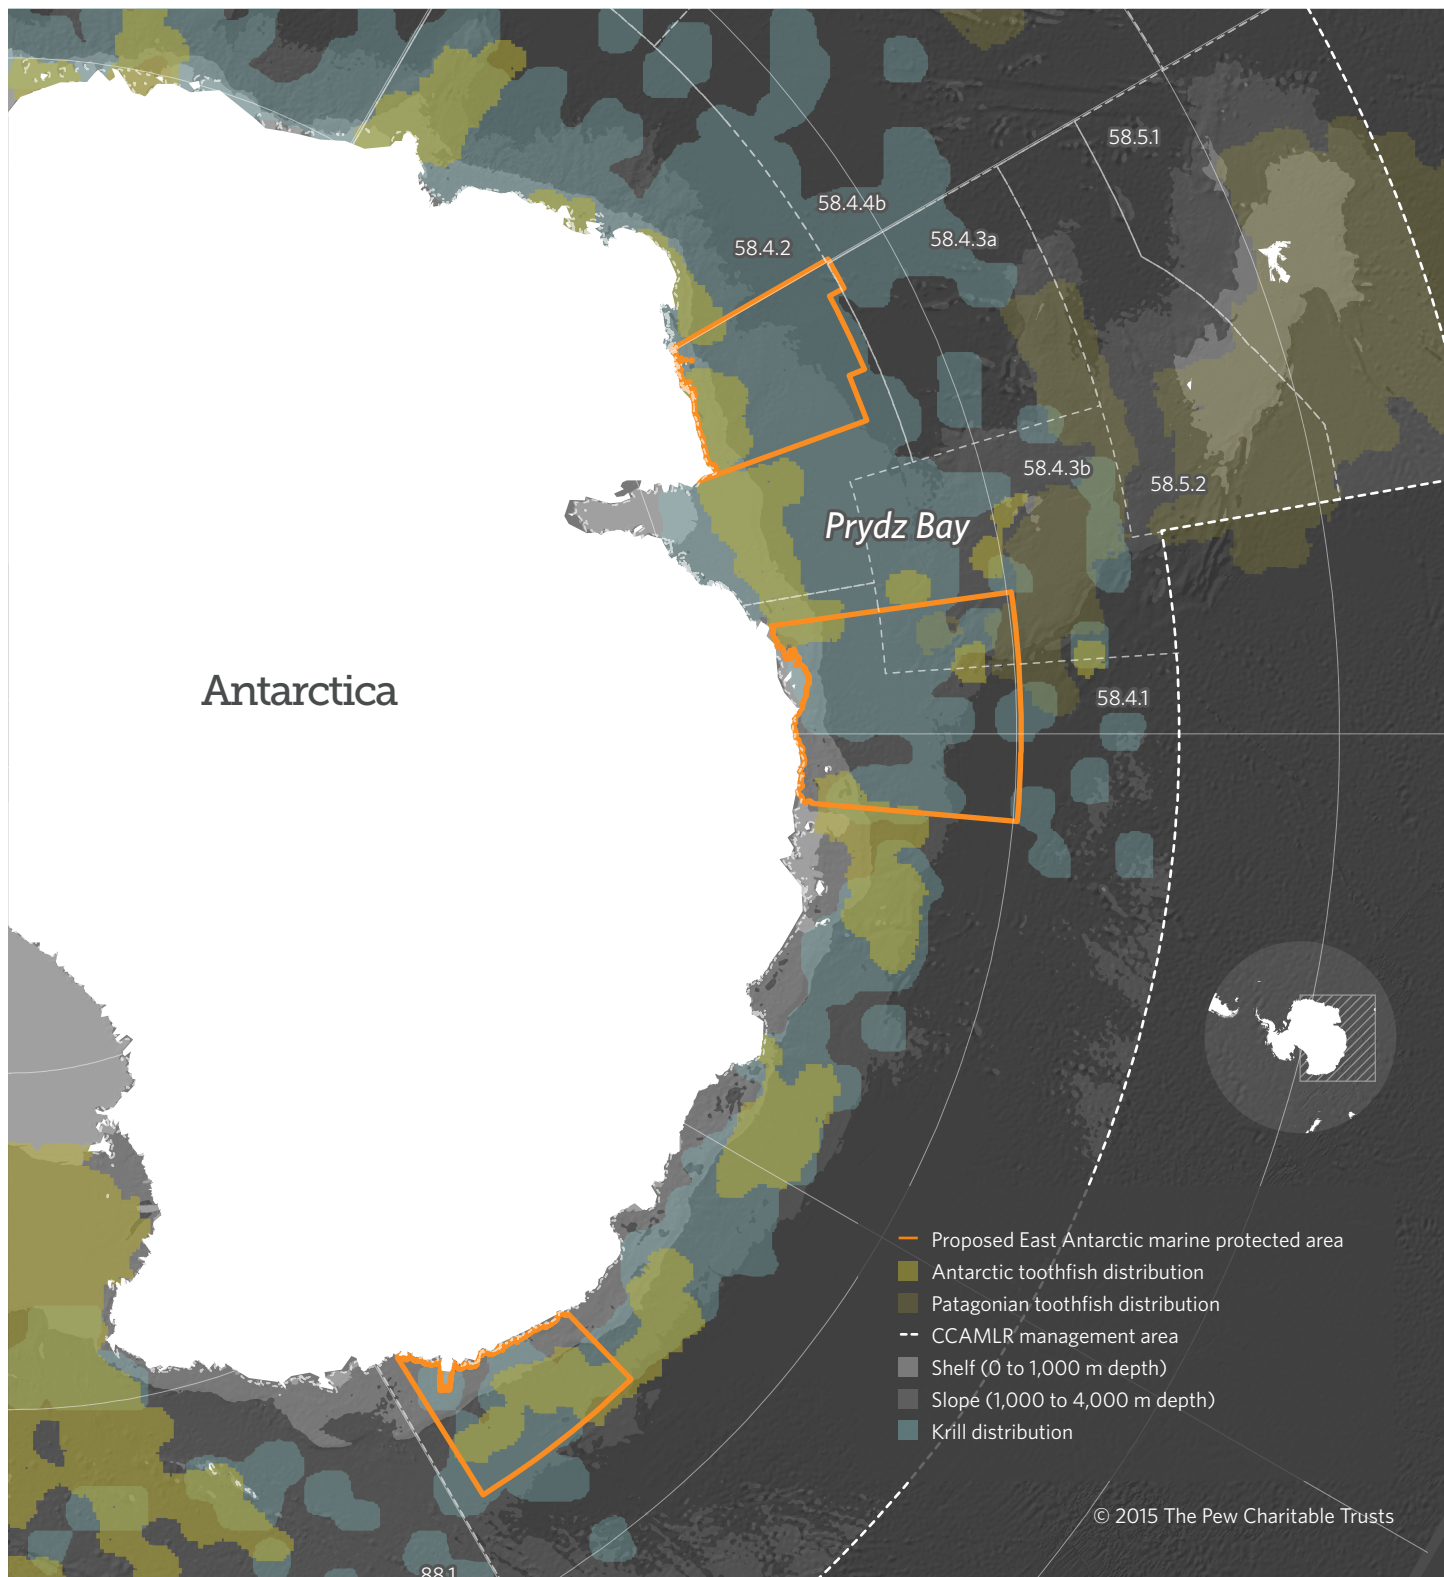 58.5.1
58.4.4b
58.4.3a
58.4.2
58.4.3b
58.5.2
Prydz Bay
Antarctica
58.4.1
Proposed East Antarctic marine protected area
Antarctic toothfish distribution
Patagonian toothfish distribution
CCAMLR management area
Shelf (0 to 1,000 m depth)
Slope (1,000 to 4,000 m depth)
Krill distribution
© 2015 The Pew Charitable Trusts
88.1